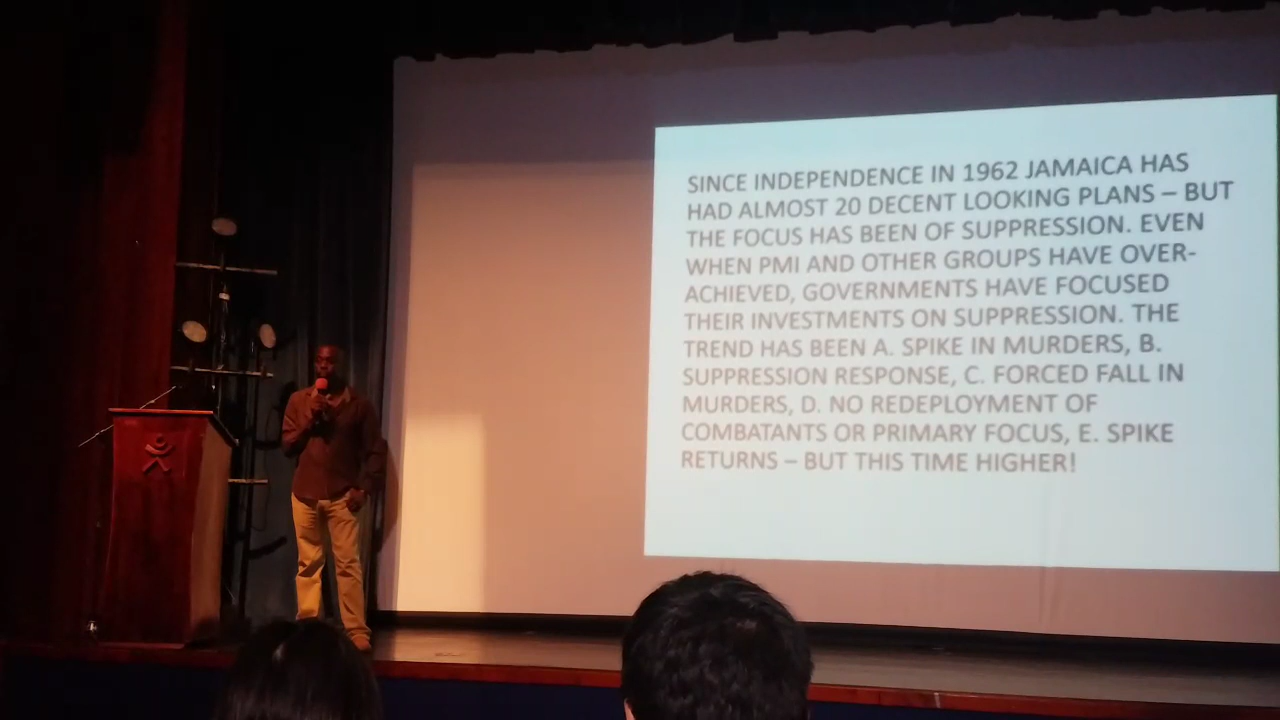 SINCE INDEPENDENCE IN 1962 JAMAICA HAS
HAD ALMOST 20 DECENT LOOKING PLANS – BUT
THE FOCUS HAS BEEN OF SUPPRESSION. EVEN
WHEN PMI AND OTHER GROUPS HAVE OVER-
ACHIEVED, GOVERNMENTS HAVE FOCUSED
THEIR INVESTMENTS ON SUPPRESSION. THE
TREND HAS BEEN A. SPIKE IN MURDERS, B.
SUPPRESSION RESPONSE, C. FORCED FALL IN
MURDERS, D. NO REDEPLOYMENT OF
COMBATANTS OR PRIMARY FOCUS, E. SPIKE
RETURNS – BUT THIS TIME HIGHER!